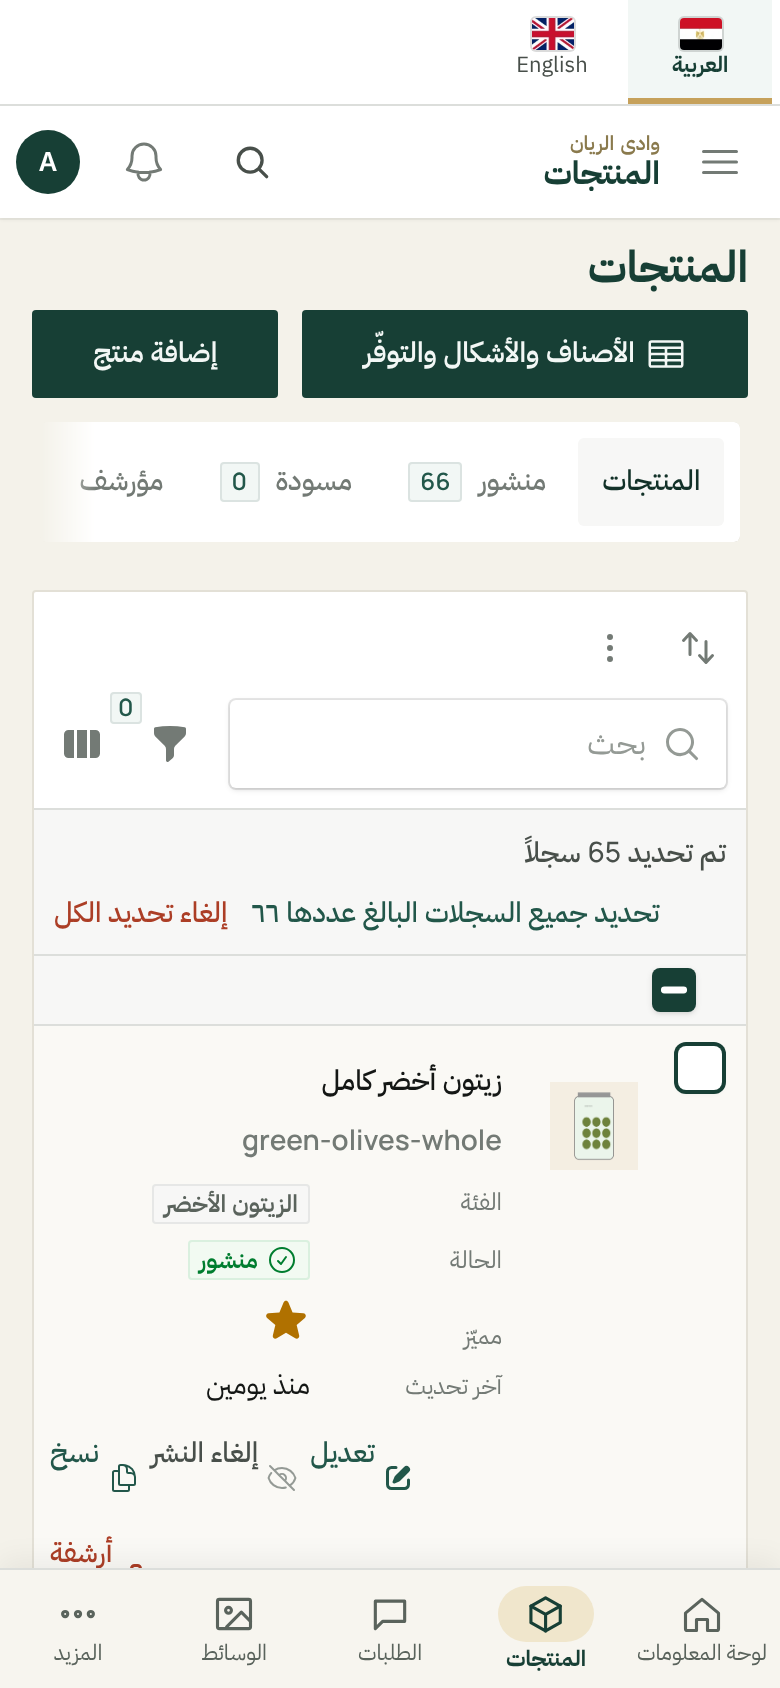 العربية
English
وادى الريان
المنتجات
A
المنتجات
الأصناف والأشكال والتوفّر
إضافة منتج
المنتجات
منشور 66
مسودة 0
مؤرشف
0
بحث
تم تحديد 65 سجلاً
تحديد جميع السجلات البالغ عددها ٦٦
إلغاء تحديد الكل
زيتون أخضر كامل
green-olives-whole
الفئة
الزيتون الأخضر
الحالة
منشور
مميّز
آخر تحديث
منذ يومين
تعديل
إلغاء النشر
نسخ
أرشفة
لوحة المعلومات
المنتجات
الطلبات
الوسائط
المزيد